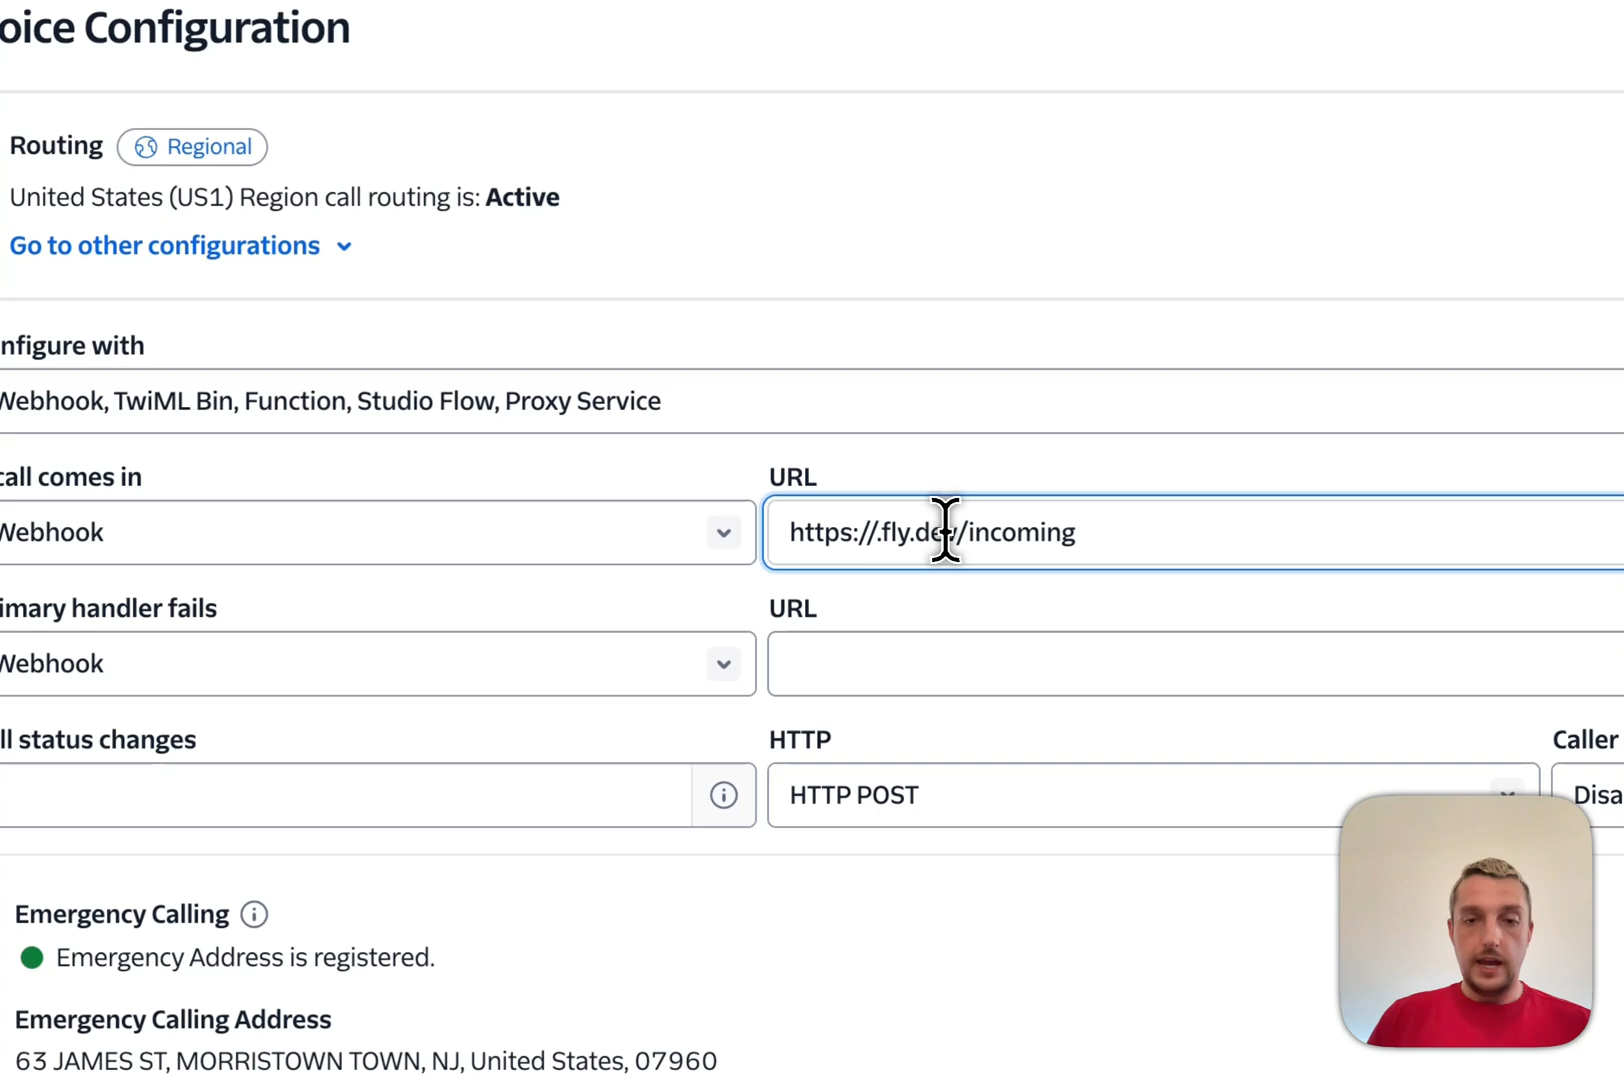 oice Configuration
Routing Regional
United States (US1) Region call routing is: Active
Go to other configurations
nfigure with
Webhook, TwiML Bin, Function, Studio Flow, Proxy Service
call comes in URL
Webhook https://.fly.dev/incoming
imary handler fails URL
Webhook
ll status changes HTTP Caller
HTTP POST Disa
Emergency Calling
Emergency Address is registered.
Emergency Calling Address
63 JAMES ST, MORRISTOWN TOWN, NJ, United States, 07960